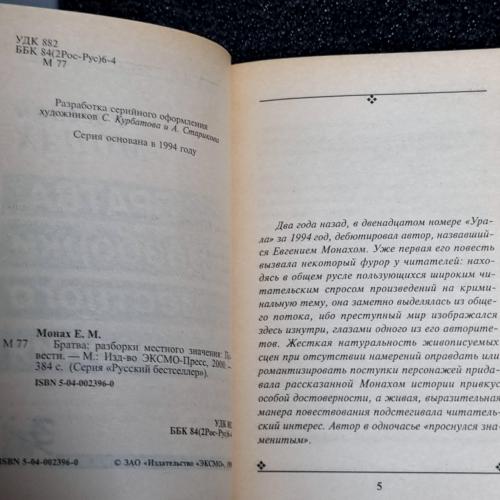 УДК 882
ББК 84(2Рос-Рус)6-4
М 77
Разработка серийного оформления
художников С. Курбатова и А. Старикова
Серия основана в 1994 году
Монах Е. М.
М 77
Братва: разборки местного значения:
вести. — М.: Изд-во ЭКСМО-Пресс, 2000. —
384 с. (Серия «Русский бестселлер»).
ISBN 5-04-002396-0
УДК
ББК 84(2Рос-Рус)6-
ISBN 5-04-002396-0
© ЗАО «Издательство «ЭКСМО»,
Два года назад, в двенадцатом номере «Ура-
ла» за 1994 год, дебютировал автор, назвавший-
ся Евгением Монахом. Уже первая его повесть
вызвала некоторый фурор у читателей: нахо-
дясь в общем русле пользующихся широким чи-
тательским спросом произведений на крими-
нальную тему, она заметно выделялась из обще-
го потока, ибо преступный мир изображался
здесь изнутри, глазами одного из его авторите-
тов. Жесткая натуральность живописуемых
сцен при отсутствии намерений оправдать или
романтизировать поступки персонажей прида-
вала рассказанной Монахом истории привкус
особой достоверности, а живая, выразительная
манера повествования подстегивала читатель-
ский интерес. Автор в одночасье «проснулся зна-
менитым».
5